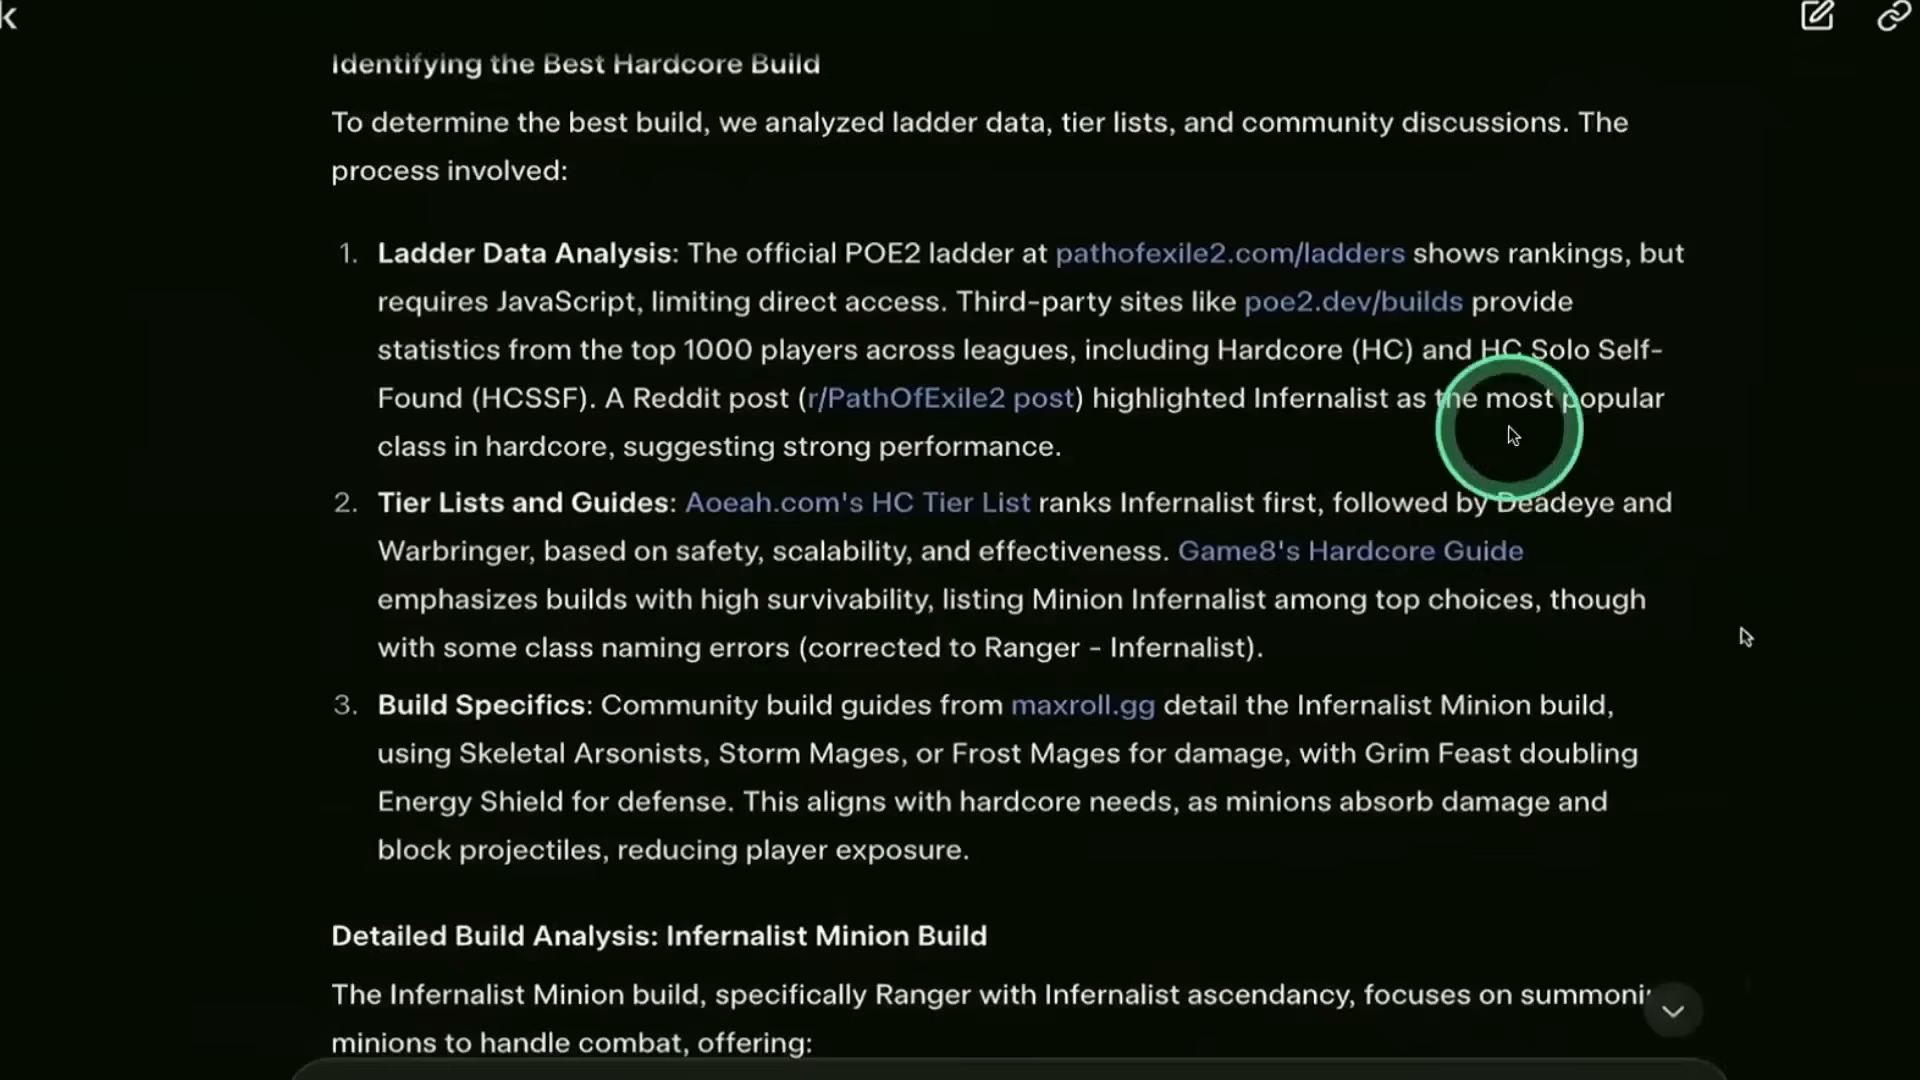 k
Identifying the Best Hardcore Build
To determine the best build, we analyzed ladder data, tier lists, and community discussions. The
process involved:
1. Ladder Data Analysis: The official POE2 ladder at pathofexile2.com/ladders shows rankings, but
requires JavaScript, limiting direct access. Third-party sites like poe2.dev/builds provide
statistics from the top 1000 players across leagues, including Hardcore (HC) and HC Solo Self-
Found (HCSSF). A Reddit post (r/PathOfExile2 post) highlighted Infernalist as the most popular
class in hardcore, suggesting strong performance.
2. Tier Lists and Guides: Aoeah.com's HC Tier List ranks Infernalist first, followed by Deadeye and
Warbringer, based on safety, scalability, and effectiveness. Game8's Hardcore Guide
emphasizes builds with high survivability, listing Minion Infernalist among top choices, though
with some class naming errors (corrected to Ranger - Infernalist).
3. Build Specifics: Community build guides from maxroll.gg detail the Infernalist Minion build,
using Skeletal Arsonists, Storm Mages, or Frost Mages for damage, with Grim Feast doubling
Energy Shield for defense. This aligns with hardcore needs, as minions absorb damage and
block projectiles, reducing player exposure.
Detailed Build Analysis: Infernalist Minion Build
The Infernalist Minion build, specifically Ranger with Infernalist ascendancy, focuses on summoni
minions to handle combat, offering: